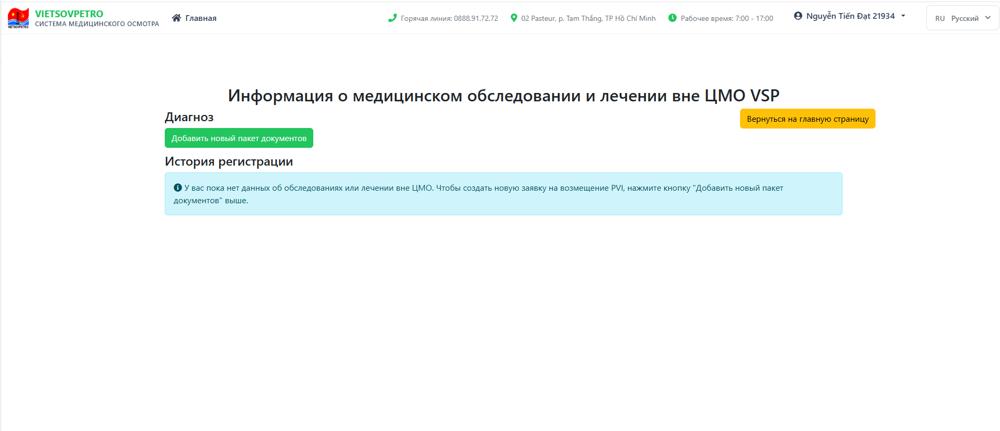 VIETSOVPETRO
VIETSOVPETRO
СИСТЕМА МЕДИЦИНСКОГО ОСМОТРА
Главная
Горячая линия: 0888.91.72.72
02 Pasteur, p. Tam Thắng, TP Hồ Chí Minh
Рабочее время: 7:00 - 17:00
Nguyễn Tiến Đạt 21934
RU Русский
Информация о медицинском обследовании и лечении вне ЦМО VSP
Диагноз
Вернуться на главную страницу
Добавить новый пакет документов
История регистрации
У вас пока нет данных об обследованиях или лечении вне ЦМО. Чтобы создать новую заявку на возмещение PVI, нажмите кнопку "Добавить новый пакет
документов" выше.